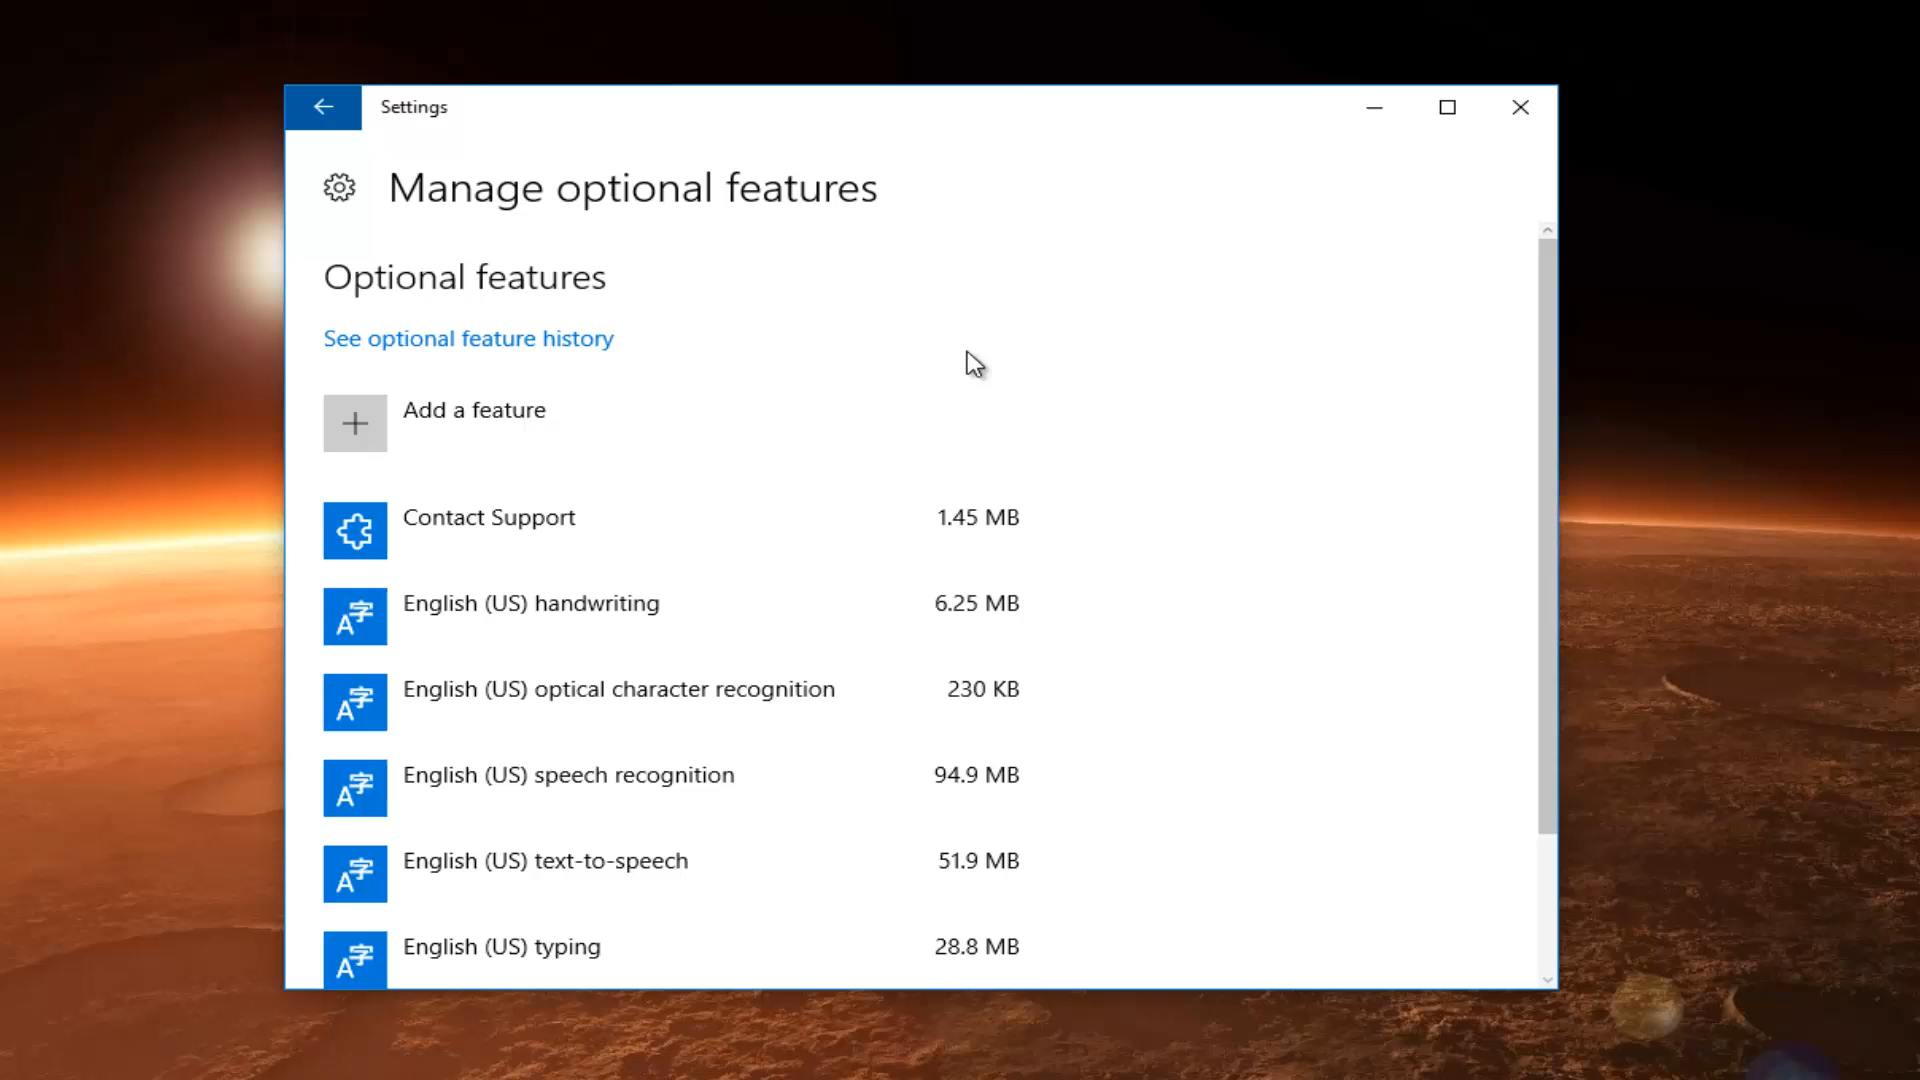 Settings
Manage optional features
Optional features
See optional feature history
Add a feature
Contact Support 1.45 MB
English (US) handwriting 6.25 MB
English (US) optical character recognition 230 KB
English (US) speech recognition 94.9 MB
English (US) text-to-speech 51.9 MB
English (US) typing 28.8 MB